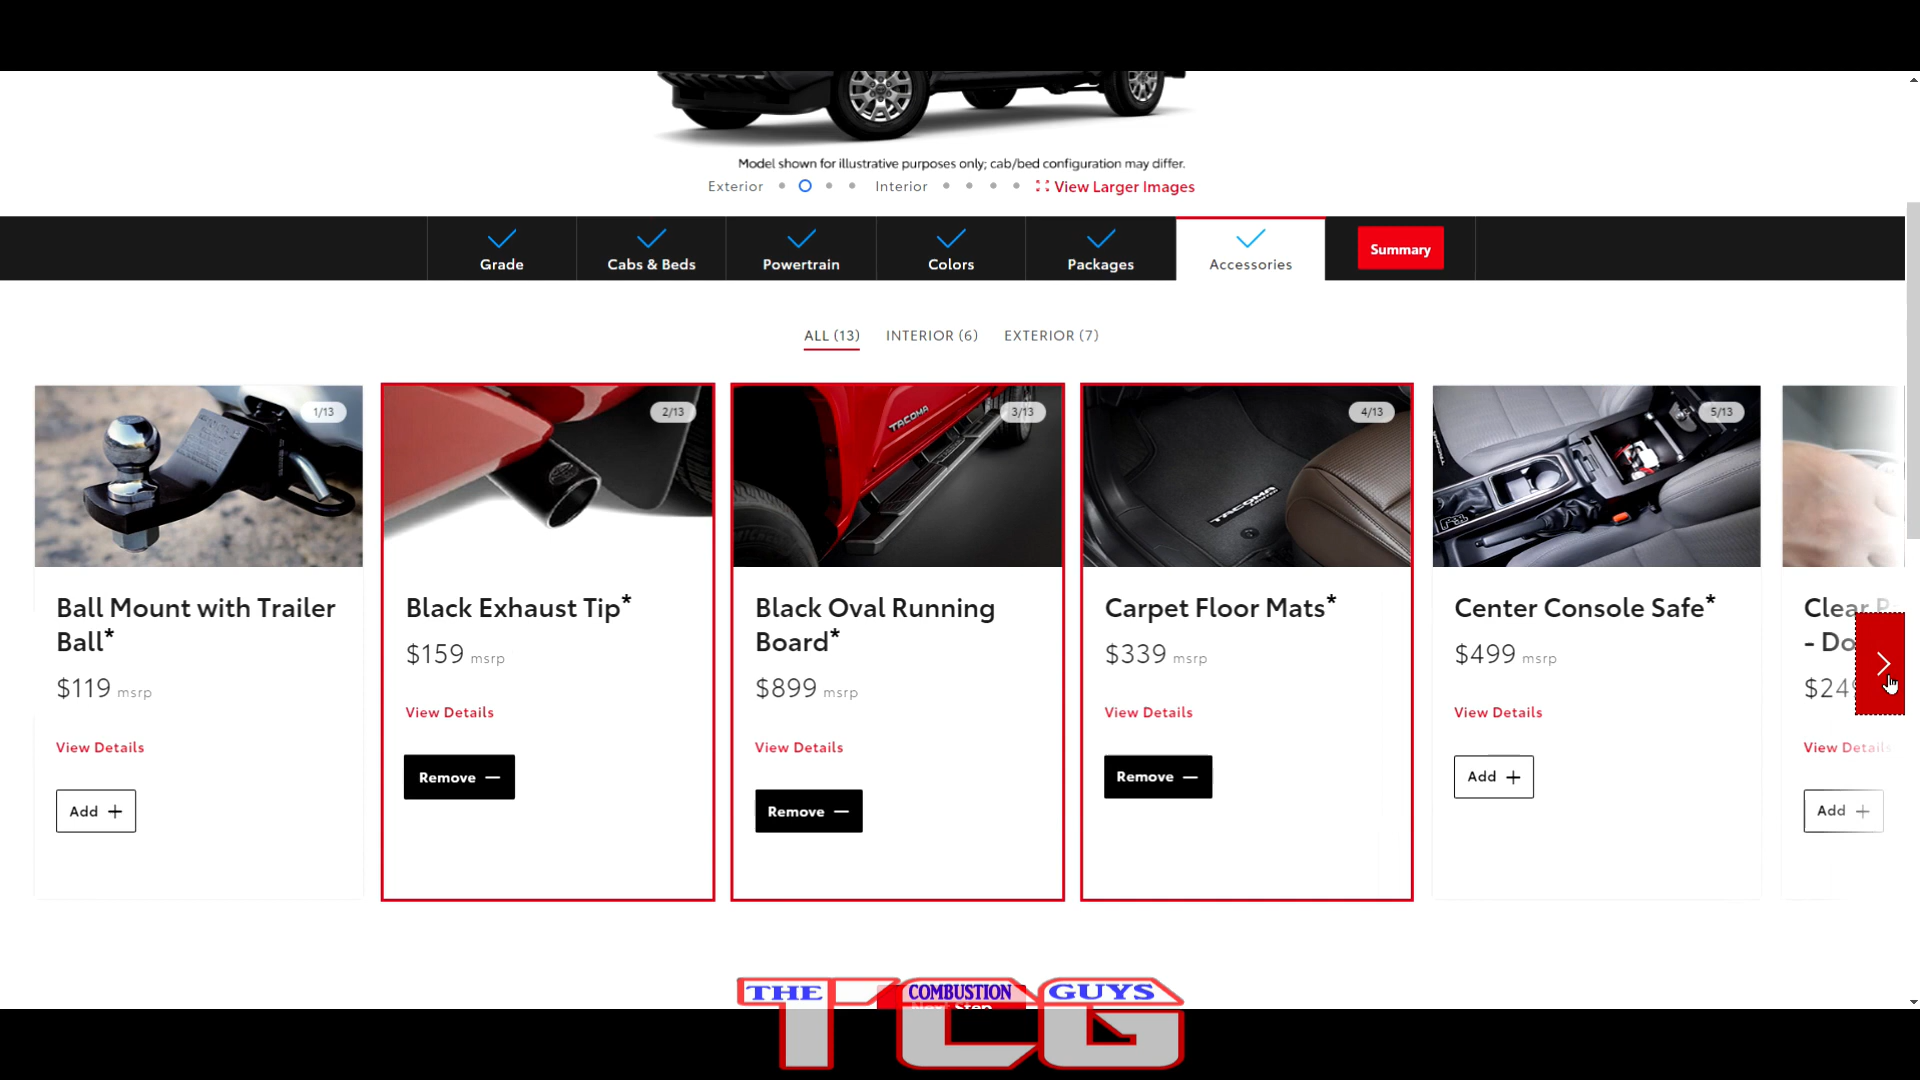 Model shown for illustrative purposes only; cab/bed configuration may differ.
Exterior Interior View Larger Images
Grade Cabs & Beds Powertrain Colors Packages Accessories Summary
ALL (13) INTERIOR (6) EXTERIOR (7)
1/13 2/13 3/13 4/13 5/13
TACOMA
TACOMA
Ball Mount with Trailer
Ball*
$119 msrp
View Details
Add +
Black Exhaust Tip*
$159 msrp
View Details
Remove —
Black Oval Running
Board*
$899 msrp
View Details
Remove —
Carpet Floor Mats*
$339 msrp
View Details
Remove —
Center Console Safe*
$499 msrp
View Details
Add +
Clear P
- Do
$24
View Details
Add +
THE COMBUSTION GUYS
TCG